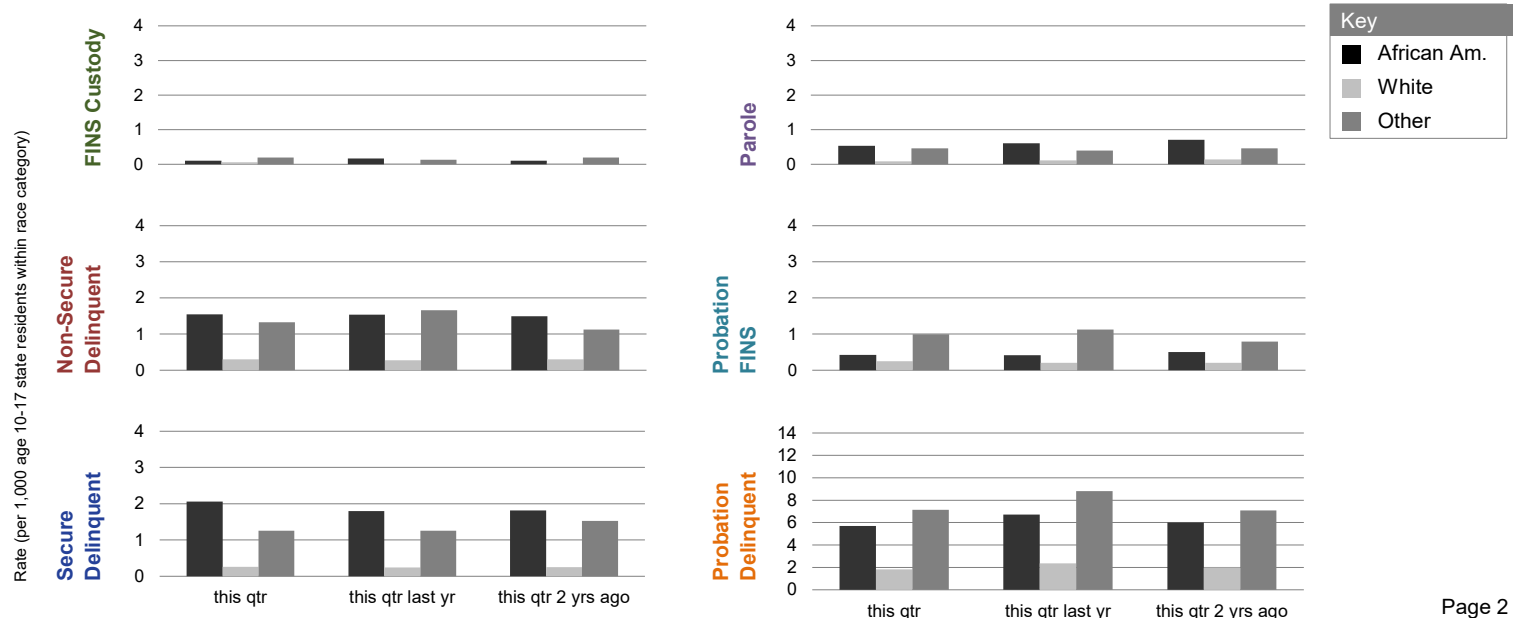 Rate (per 1,000 age 10-17 state residents within race category)
FINS Custody
4
3
2
1
0
Parole
4
3
2
1
0
Key
African Am.
White
Other
Non-Secure
Delinquent
4
3
2
1
0
Probation
FINS
4
3
2
1
0
Secure
Delinquent
4
3
2
1
0
this qtr
this qtr last yr
this qtr 2 yrs ago
Probation
Delinquent
14
12
10
8
6
4
2
0
this qtr
this qtr last yr
this qtr 2 yrs ago
Page 2